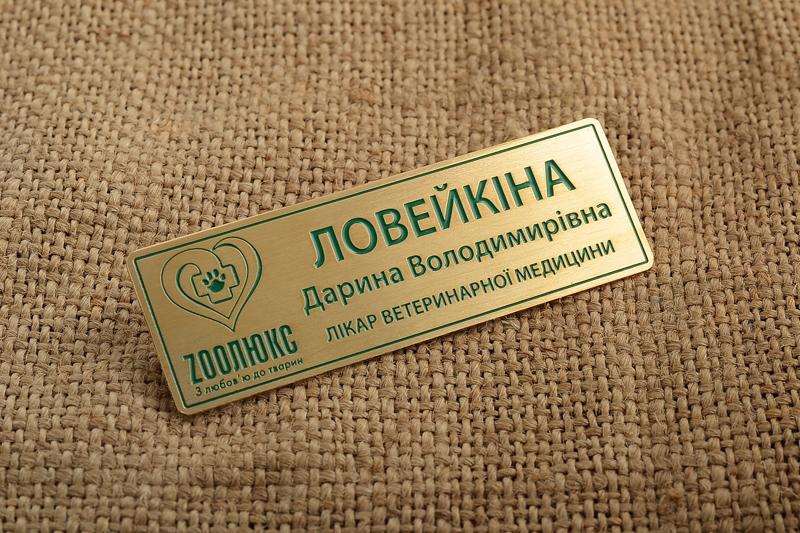 ЛОВЕЙКІНА
Дарина Володимирівна
ЛІКАР ВЕТЕРИНАРНОЇ МЕДИЦИНИ
ZООЛЮКС
З любов'ю до тварин